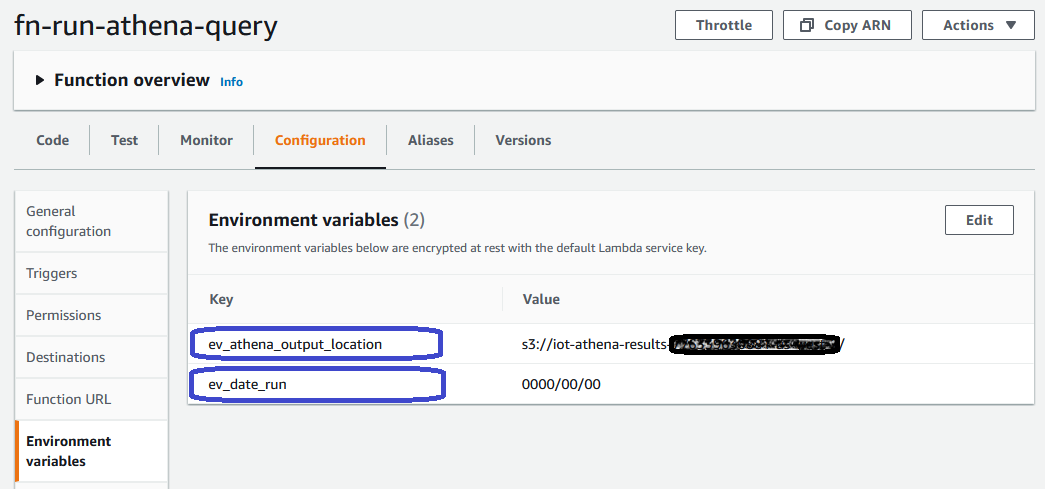 fn-run-athena-query
Throttle
Copy ARN
Actions
Function overview Info
Code
Test
Monitor
Configuration
Aliases
Versions
General
configuration
Triggers
Permissions
Destinations
Function URL
Environment
variables
Environment variables (2)
Edit
The environment variables below are encrypted at rest with the default Lambda service key.
Key
Value
ev_athena_output_location
s3://iot-athena-results- /
ev_date_run
0000/00/00